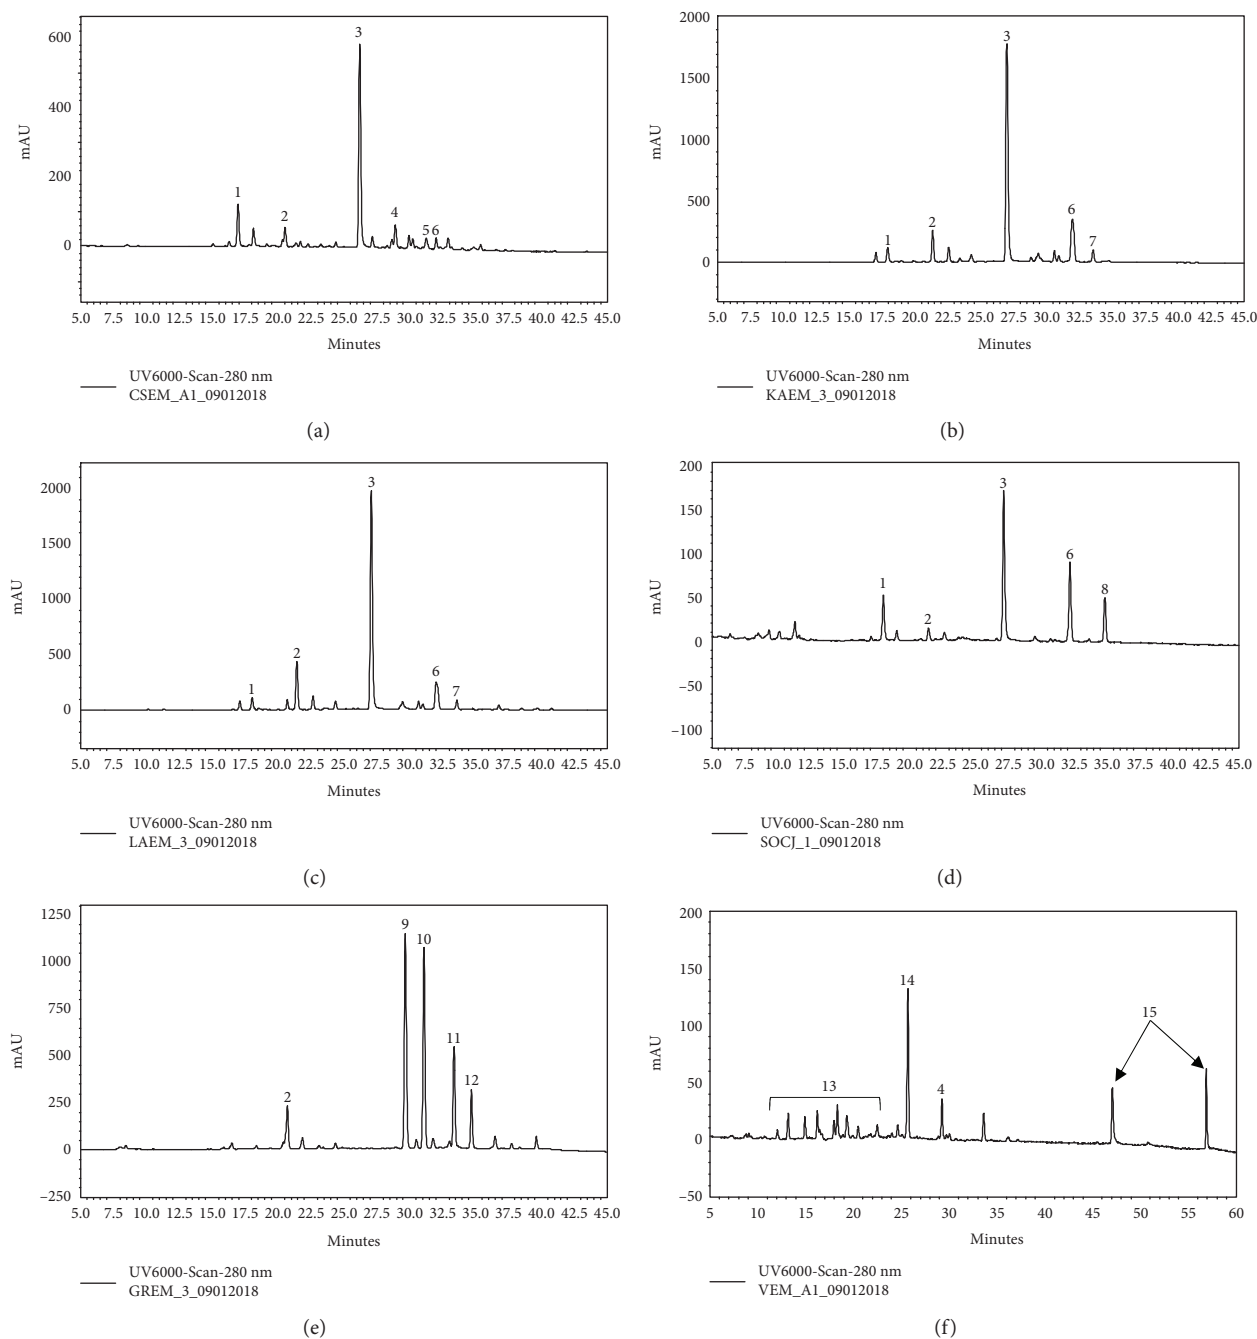 600
400
200
0
mAU
1
2
3
4
5 6
5.0 7.5 10.0 12.5 15.0 17.5 20.0 22.5 25.0 27.5 30.0 32.5 35.0 37.5 40.0 42.5 45.0
Minutes
UV6000-Scan-280 nm
CSEM_A1_09012018
(a)
2000
1500
1000
500
0
mAU
1
2
3
6
7
5.0 7.5 10.0 12.5 15.0 17.5 20.0 22.5 25.0 27.5 30.0 32.5 35.0 37.5 40.0 42.5 45.0
Minutes
UV6000-Scan-280 nm
KAEM_3_09012018
(b)
2000
1500
1000
500
0
mAU
1
2
3
6
7
5.0 7.5 10.0 12.5 15.0 17.5 20.0 22.5 25.0 27.5 30.0 32.5 35.0 37.5 40.0 42.5 45.0
Minutes
UV6000-Scan-280 nm
LAEM_3_09012018
(c)
200
150
100
50
0
−50
−100
mAU
1
2
3
6
8
5.0 7.5 10.0 12.5 15.0 17.5 20.0 22.5 25.0 27.5 30.0 32.5 35.0 37.5 40.0 42.5 45.0
Minutes
UV6000-Scan-280 nm
SOCJ_1_09012018
(d)
1250
1000
750
500
250
0
−250
mAU
2
9
10
11
12
5.0 7.5 10.0 12.5 15.0 17.5 20.0 22.5 25.0 27.5 30.0 32.5 35.0 37.5 40.0 42.5 45.0
Minutes
UV6000-Scan-280 nm
GREM_3_09012018
(e)
200
150
100
50
0
−50
mAU
13
14
4
15
5 10 15 20 25 30 35 40 45 50 55 60
Minutes
UV6000-Scan-280 nm
VEM_A1_09012018
(f)